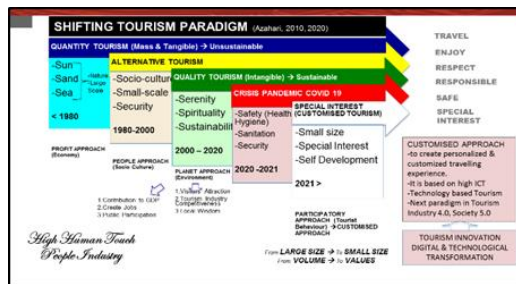 SHIFTING TOURISM PARADIGM (Azahari, 2010, 2020)
QUANTITY TOURISM (Mass & Tangible) → Unsustainable
ALTERNATIVE TOURISM
QUALITY TOURISM (Intangible) → Sustainable
CRISIS PANDEMIC COVID 19
SPECIAL INTEREST
(CUSTOMISED TOURISM)
-Sun
-Sand
-Sea
-Nature
-Large
Scale
< 1980
-Socio-culture
-Small-scale
-Security
1980-2000
-Serenity
-Spirituality
-Sustainability
2000 – 2020
-Safety (Health
Hygiene)
-Sanitation
-Security
2020 -2021
-Small size
-Special Interest
-Self Development
2021 >
PROFIT APPROACH
(Economy)
PEOPLE APPROACH
(Socio Culture)
PLANET APPROACH
(Environment)
PARTICIPATORY
APPROACH (Tourist
Behaviour) → CUSTOMISED
APPROACH
1.Contribution to GDP
2.Create Jobs
3.Public Participation
1.Visitors' Attraction
2.Tourism Industry
Competitiveness
3.Local Wisdom
High Human Touch
People Industry
From LARGE SIZE → To SMALL SIZE
From VOLUME → To VALUES
TRAVEL
ENJOY
RESPECT
RESPONSIBLE
SAFE
SPECIAL
INTEREST
CUSTOMISED APPROACH
-to create personalized &
customized travelling
experience.
-It is based on high ICT
-Technology based Tourism
-Next paradigm in Tourism
Industry 4.0, Society 5.0
TOURISM INNOVATION
DIGITAL & TECHNOLOGICAL
TRANSFORMATION